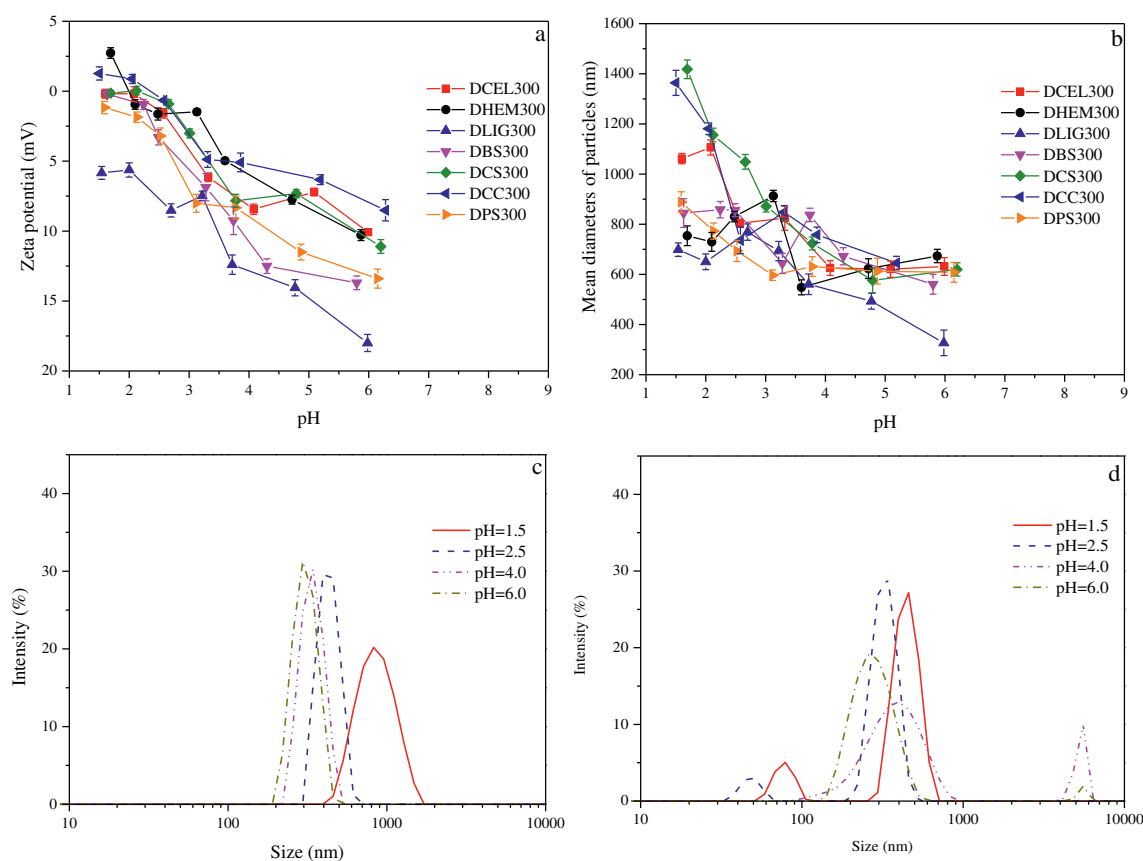 a
5
0
5
10
15
20
Zeta potential (mV)
1 2 3 4 5 6 7 8 9
pH
DCEL300
DHEM300
DLIG300
DBS300
DCS300
DCC300
DPS300
b
1600
1400
1200
1000
800
600
400
200
Mean diameters of particles (nm)
1 2 3 4 5 6 7 8 9
pH
DCEL300
DHEM300
DLIG300
DBS300
DCS300
DCC300
DPS300
c
40
30
20
10
0
Intensity (%)
10 100 1000 10000
Size (nm)
pH=1.5
pH=2.5
pH=4.0
pH=6.0
d
40
30
20
10
0
Intensity (%)
10 100 1000 10000
Size (nm)
pH=1.5
pH=2.5
pH=4.0
pH=6.0